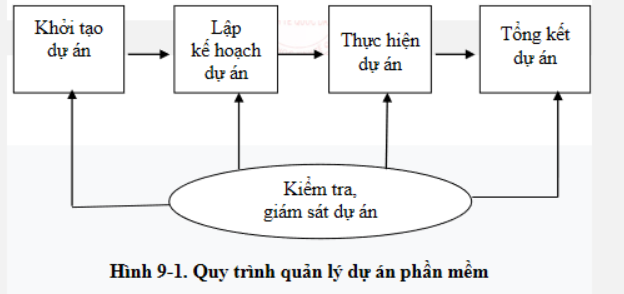 Khởi tạo
dự án
Lập
kế hoạch
dự án
Thực hiện
dự án
Tổng kết
dự án
Kiểm tra,
giám sát dự án
Hình 9-1. Quy trình quản lý dự án phần mềm